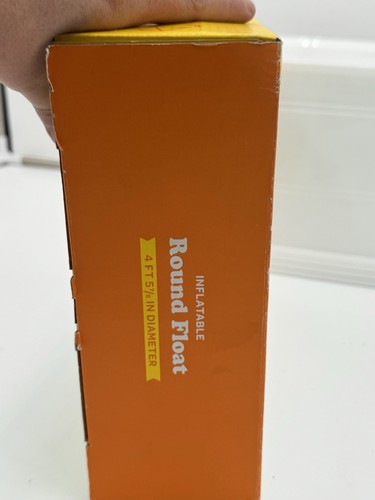 INFLATABLE
Round Float
4 FT 5⅞ IN DIAMETER